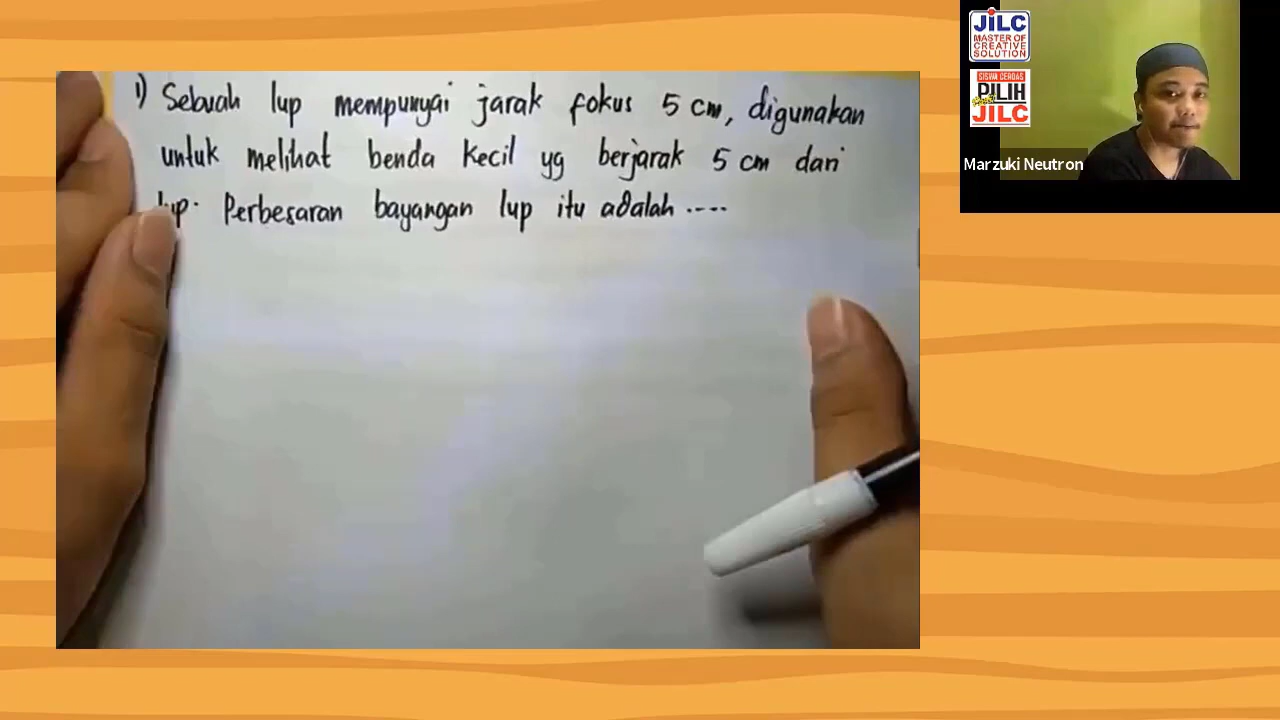 1) Sebuah lup mempunyai jarak fokus 5 cm, digunakan
untuk melihat benda kecil yg berjarak 5 cm dari
lup. Perbesaran bayangan lup itu adalah ....
JILC
MASTER OF
CREATIVE
SOLUTION
SISWA CERDAS
PILIH
JILC
Marzuki Neutron